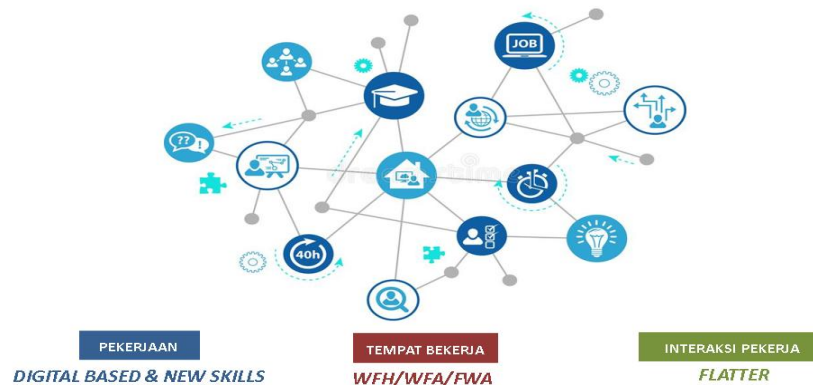 JOB
??
!
40h
PEKERJAAN
TEMPAT BEKERJA
INTERAKSI PEKERJA
DIGITAL BASED & NEW SKILLS
WFH/WFA/FWA
FLATTER